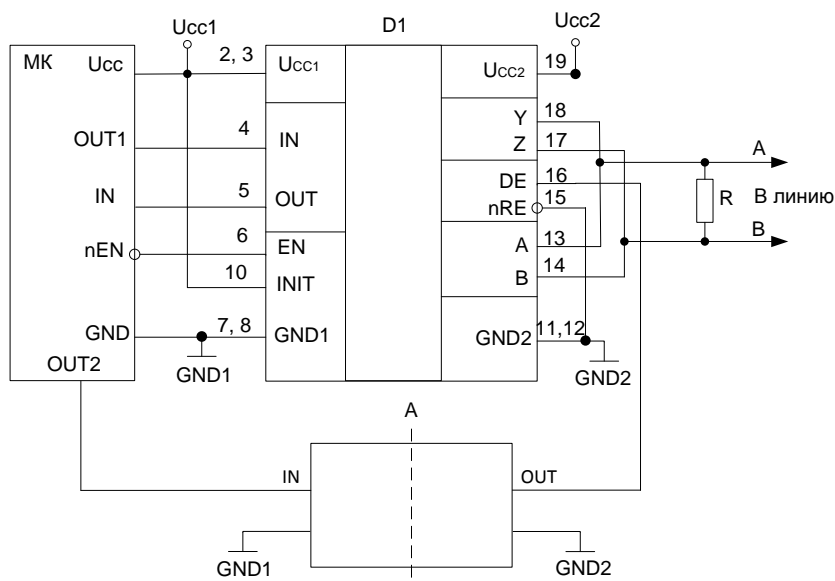 Ucc1
D1
Ucc2
МК
Ucc
2, 3
UCC1
UCC2
19
OUT1
4
IN
Y
18
Z
17
A
IN
5
OUT
DE
16
nRE
15
R
В линию
nEN
6
EN
A
13
B
10
INIT
B
14
GND
7, 8
GND1
GND2
11,12
OUT2
GND1
GND2
A
IN
OUT
GND1
GND2